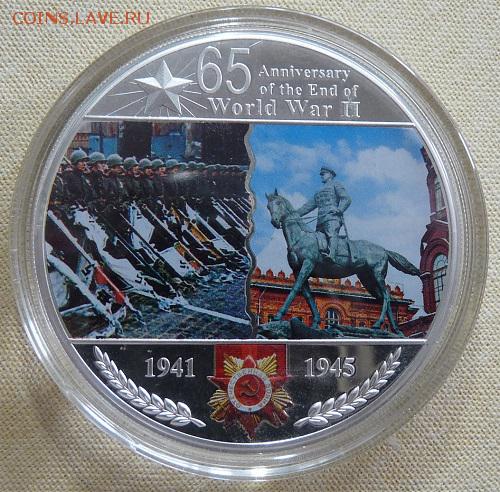 COINS.LAVE.RU
65 Anniversary
of the End of
World War II
1941 1945